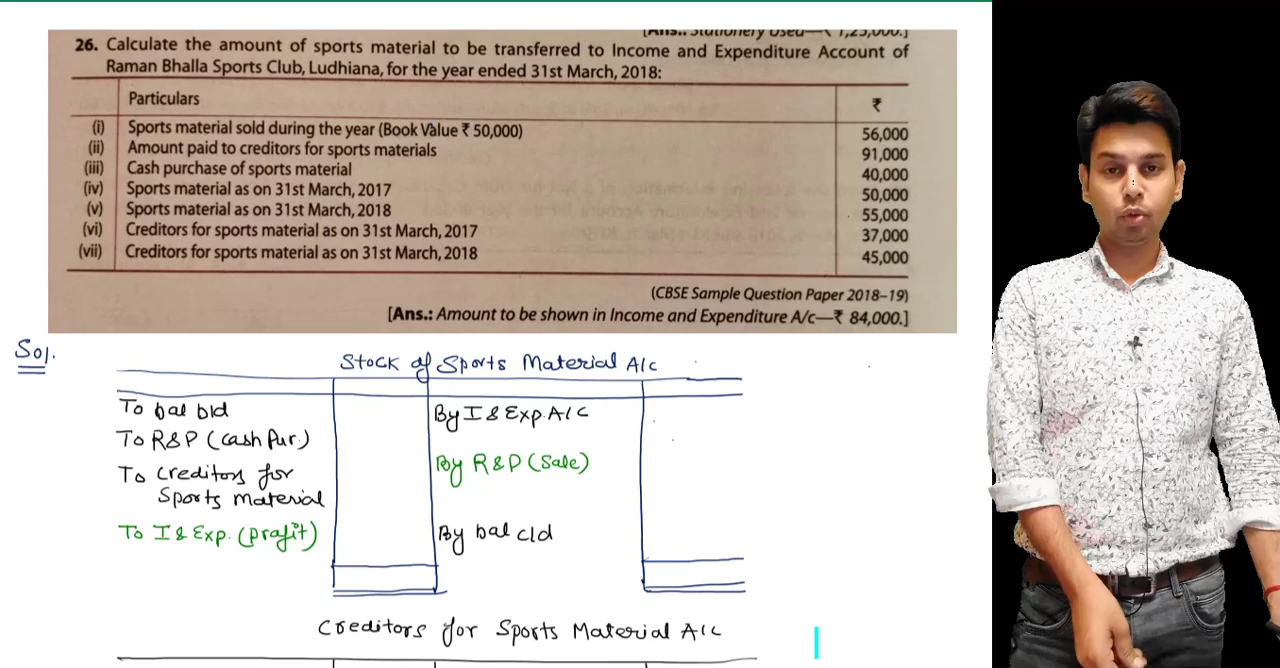 [Ans.: Stationery Used—₹ 1,25,000.]
26. Calculate the amount of sports material to be transferred to Income and Expenditure Account of
Raman Bhalla Sports Club, Ludhiana, for the year ended 31st March, 2018:
Particulars ₹
(i) Sports material sold during the year (Book Value ₹ 50,000) 56,000
(ii) Amount paid to creditors for sports materials 91,000
(iii) Cash purchase of sports material 40,000
(iv) Sports material as on 31st March, 2017 50,000
(v) Sports material as on 31st March, 2018 55,000
(vi) Creditors for sports material as on 31st March, 2017 37,000
(vii) Creditors for sports material as on 31st March, 2018 45,000
(CBSE Sample Question Paper 2018–19)
[Ans.: Amount to be shown in Income and Expenditure A/c—₹ 84,000.]
Sol.
Stock of Sports Material A/c
To bal b/d
To R&P (Cash Pur.)
To Creditors for
Sports Material
To I & Exp. (Profit)
By I & Exp. A/C
By R&P (Sale)
By bal c/d
Creditors for Sports Material A/c